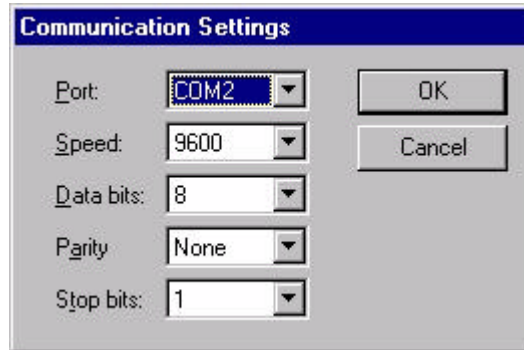 Communication Settings
Port: COM2 OK
Speed: 9600 Cancel
Data bits: 8
Parity None
Stop bits: 1